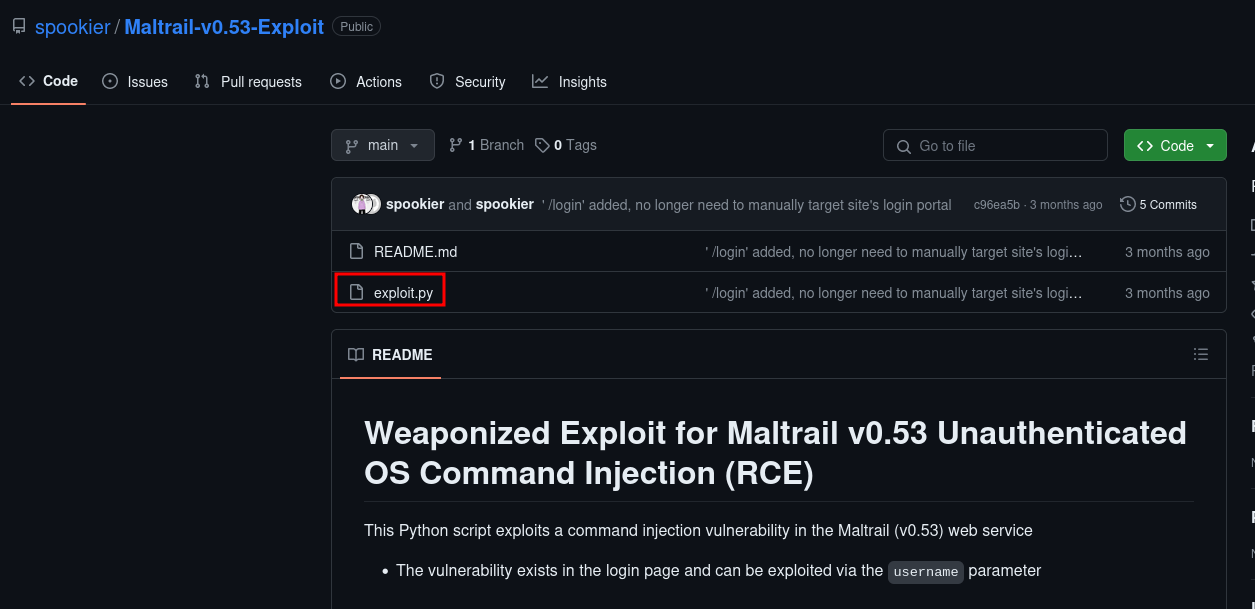 spookier / Maltrail-v0.53-Exploit Public
Code Issues Pull requests Actions Security Insights
main 1 Branch 0 Tags Go to file Code
spookier and spookier ' /login' added, no longer need to manually target site's login portal c96ea5b · 3 months ago 5 Commits
README.md ' /login' added, no longer need to manually target site's logi... 3 months ago
exploit.py ' /login' added, no longer need to manually target site's logi... 3 months ago
README
Weaponized Exploit for Maltrail v0.53 Unauthenticated
OS Command Injection (RCE)
This Python script exploits a command injection vulnerability in the Maltrail (v0.53) web service
• The vulnerability exists in the login page and can be exploited via the username parameter